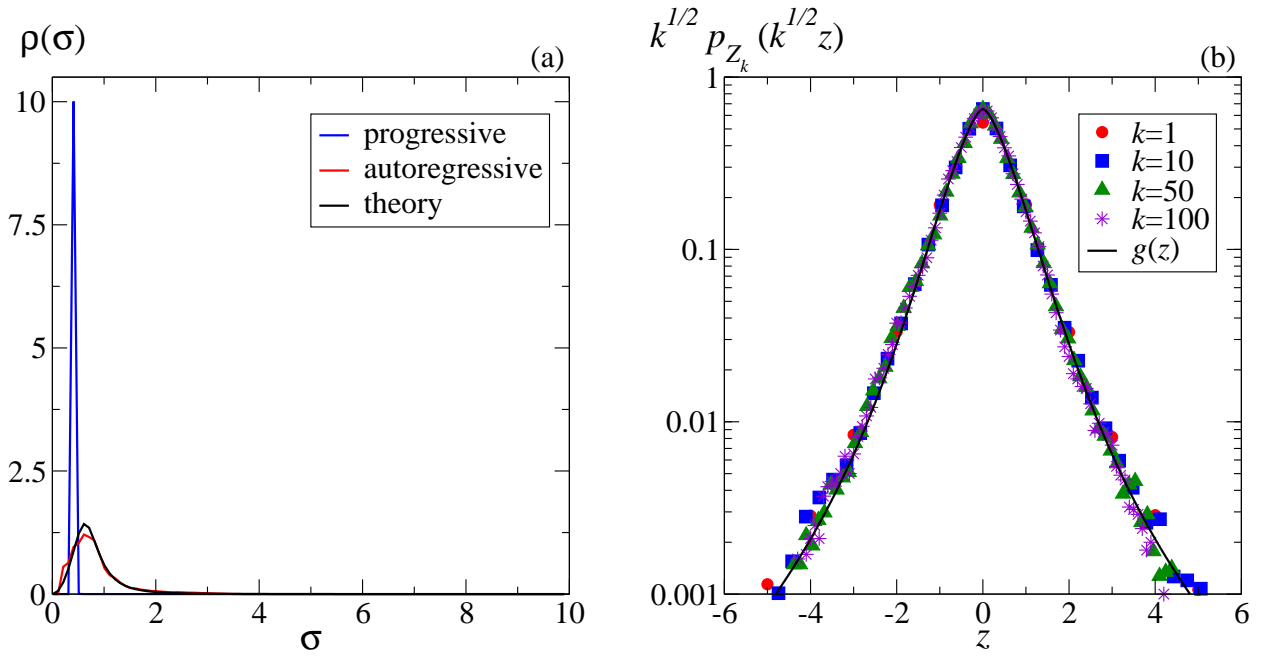 ρ(σ)
(a)
10
7.5
5
2.5
0
0 2 4 6 8 10
σ
progressive
autoregressive
theory
k^{1/2} p_{Z_k} (k^{1/2} z)
(b)
1
0.1
0.01
0.001
-6 -4 -2 0 2 4 6
z
k=1
k=10
k=50
k=100
g(z)